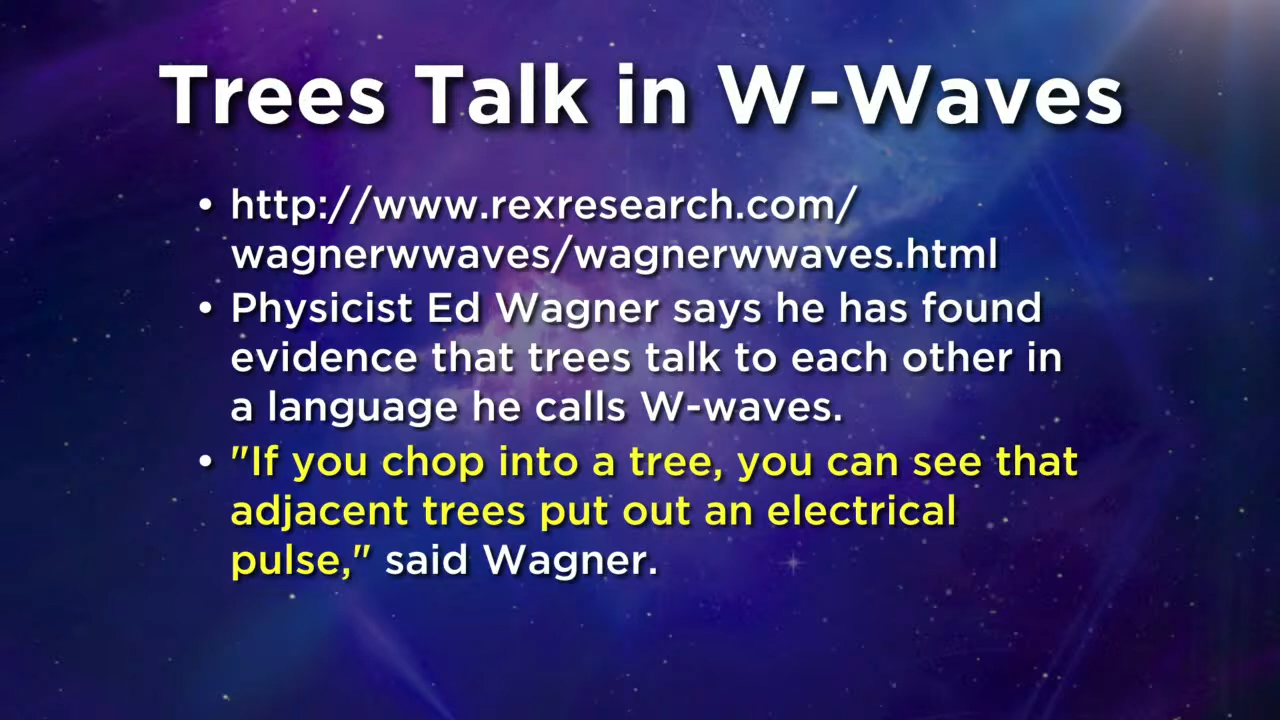 Trees Talk in W-Waves
• http://www.rexresearch.com/
wagnerwwaves/wagnerwwaves.html
• Physicist Ed Wagner says he has found
evidence that trees talk to each other in
a language he calls W-waves.
• "If you chop into a tree, you can see that
adjacent trees put out an electrical
pulse," said Wagner.